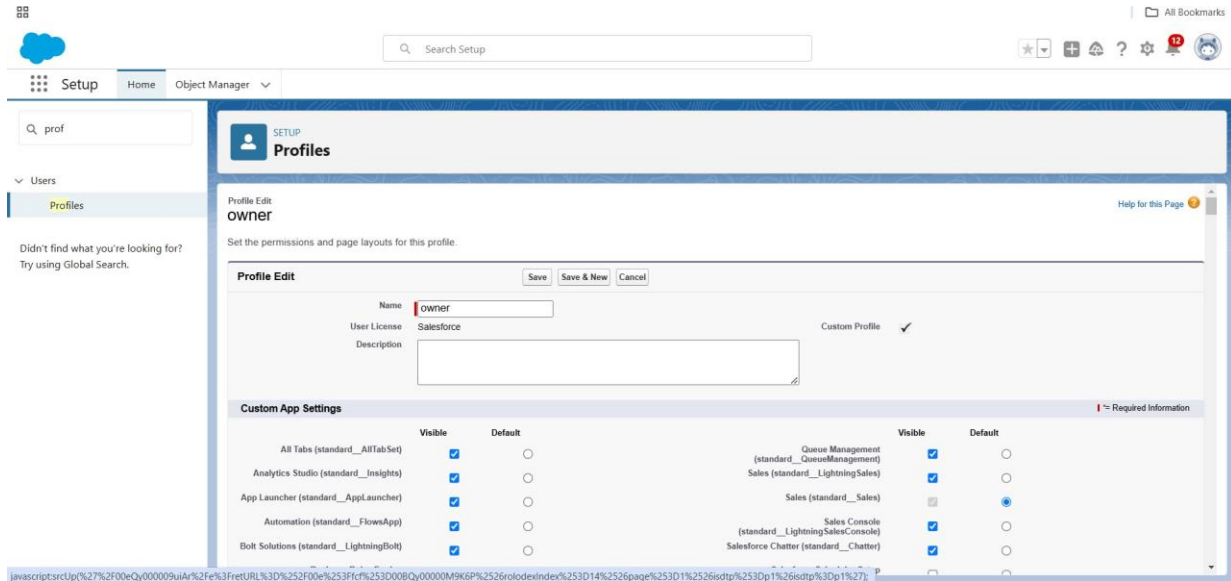 All Bookmarks
Search Setup
12
Setup
Home
Object Manager
prof
SETUP
Profiles
Users
Profiles
Didn't find what you're looking for?
Try using Global Search.
Profile Edit
owner
Help for this Page
Set the permissions and page layouts for this profile.
Profile Edit
Save
Save & New
Cancel
Name
owner
User License
Salesforce
Custom Profile
Description
Custom App Settings
= Required Information
Visible
Default
Visible
Default
All Tabs (standard__AllTabSet)
Queue Management
(standard__QueueManagement)
Analytics Studio (standard__Insights)
Sales (standard__LightningSales)
App Launcher (standard__AppLauncher)
Sales (standard__Sales)
Automation (standard__FlowsApp)
Sales Console
(standard__LightningSalesConsole)
Bolt Solutions (standard__LightningBolt)
Salesforce Chatter (standard__Chatter)
javascript:srcUp(%27%2F00eQy000009uiAr%2Fe%3FretURL%3D%252F00e%253Ffcf%253D00BQy00000M9K6P%2526rolodexIndex%253D14%2526page%253D1%2526isdtp%253Dp1%26isdtp%3Dp1%27);